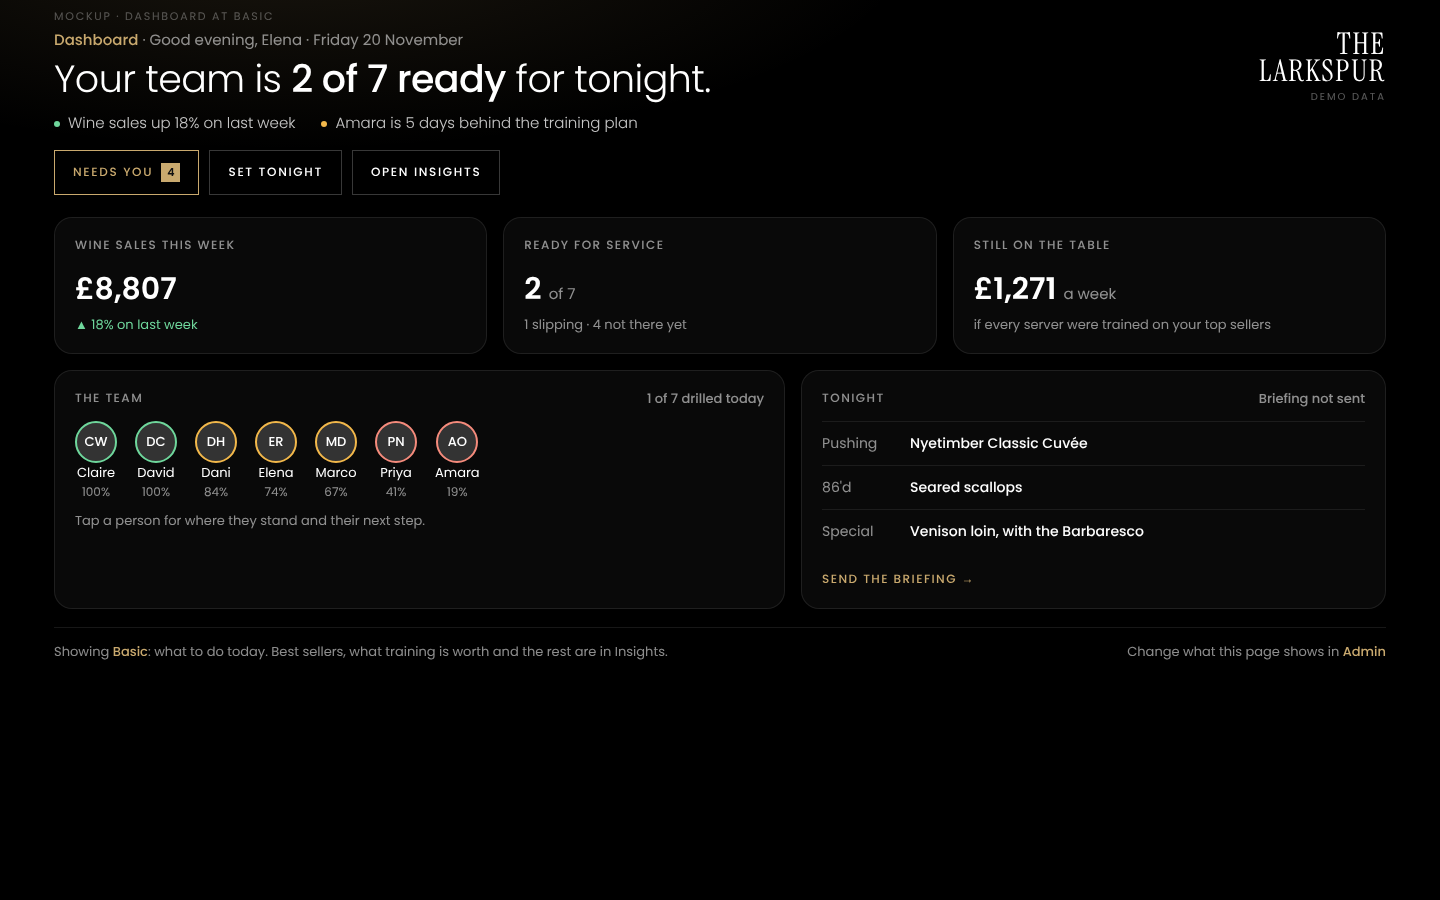 MOCKUP · DASHBOARD AT BASIC
Dashboard · Good evening, Elena · Friday 20 November
Your team is 2 of 7 ready for tonight.
Wine sales up 18% on last week
Amara is 5 days behind the training plan
THE
LARKSPUR
DEMO DATA
NEEDS YOU 4
SET TONIGHT
OPEN INSIGHTS
WINE SALES THIS WEEK
£8,807
▲ 18% on last week
READY FOR SERVICE
2 of 7
1 slipping · 4 not there yet
STILL ON THE TABLE
£1,271 a week
if every server were trained on your top sellers
THE TEAM
1 of 7 drilled today
CW DC DH ER MD PN AO
Claire David Dani Elena Marco Priya Amara
100% 100% 84% 74% 67% 41% 19%
Tap a person for where they stand and their next step.
TONIGHT
Briefing not sent
Pushing Nyetimber Classic Cuvée
86'd Seared scallops
Special Venison loin, with the Barbaresco
SEND THE BRIEFING →
Showing Basic: what to do today. Best sellers, what training is worth and the rest are in Insights.
Change what this page shows in Admin